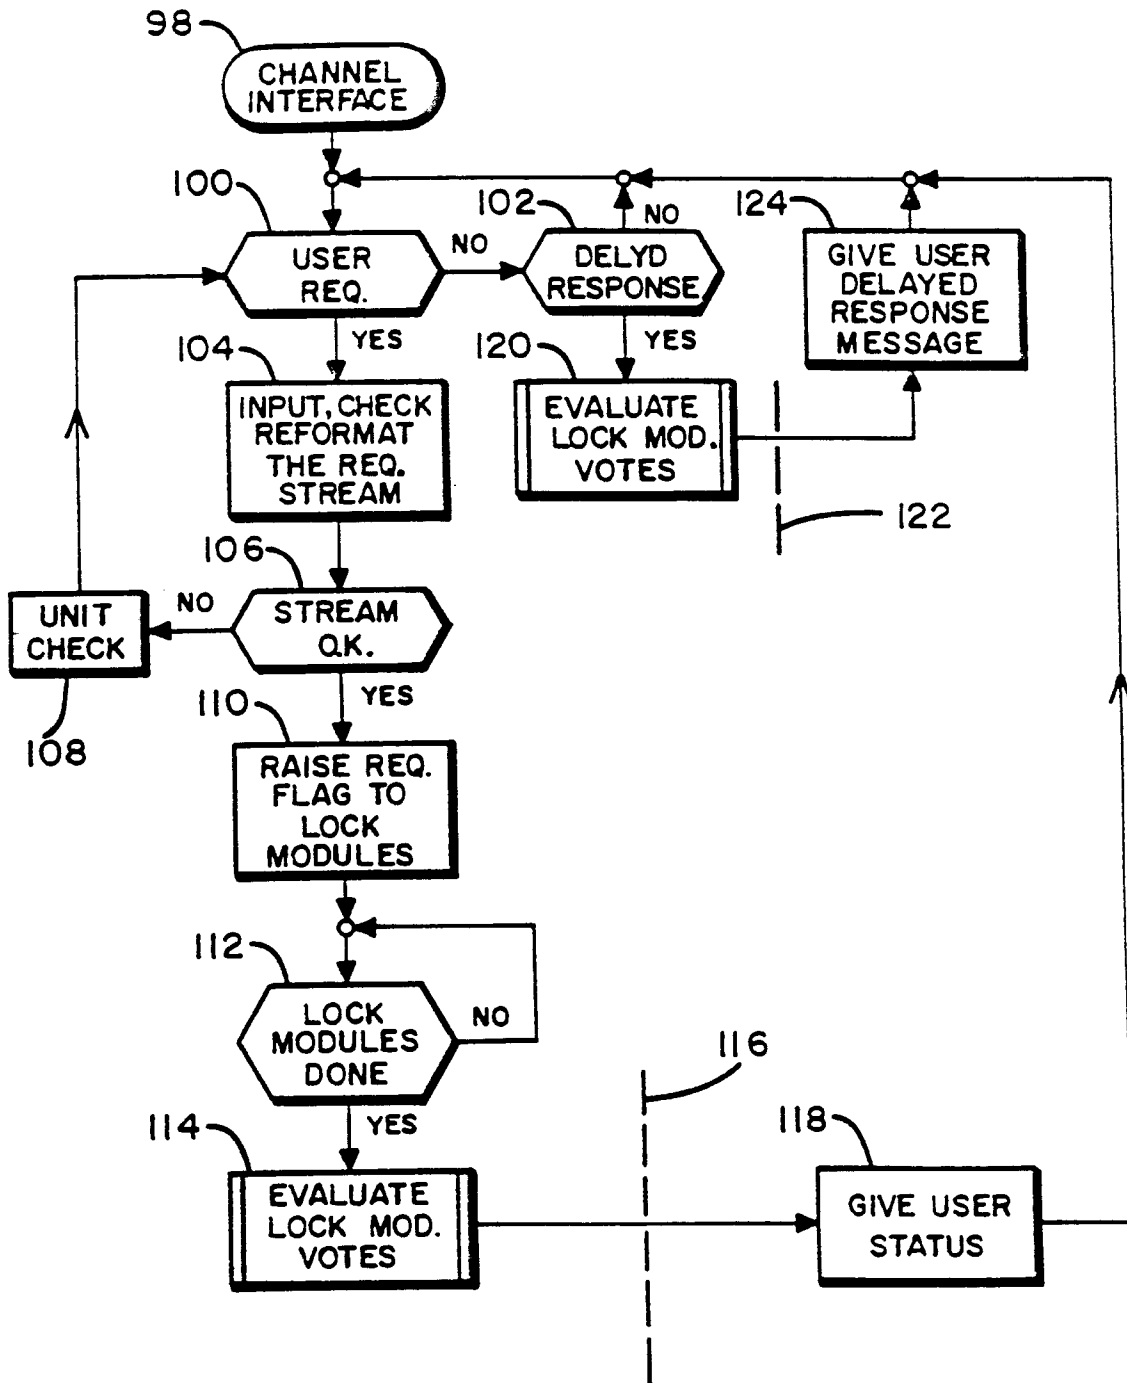 98
CHANNEL
INTERFACE
100
USER
REQ.
NO
YES
102
DELYD
RESPONSE
NO
YES
124
GIVE USER
DELAYED
RESPONSE
MESSAGE
104
INPUT, CHECK
REFORMAT
THE REQ.
STREAM
120
EVALUATE
LOCK MOD.
VOTES
122
106
STREAM
O.K.
NO
YES
UNIT
CHECK
108
110
RAISE REQ.
FLAG TO
LOCK
MODULES
112
LOCK
MODULES
DONE
NO
YES
116
114
EVALUATE
LOCK MOD.
VOTES
118
GIVE USER
STATUS